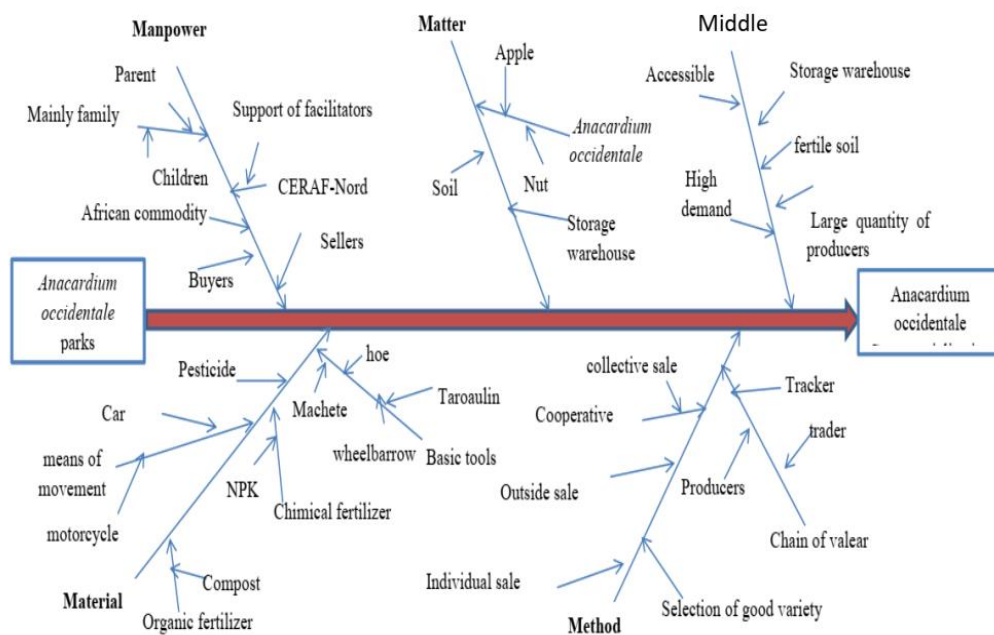 Manpower
Matter
Middle
Parent
Mainly family
Support of facilitators
Children
CERAF-Nord
African commodity
Sellers
Buyers
Apple
Anacardium
occidentale
Soil
Nut
Storage
warehouse
Accessible
Storage warehouse
fertile soil
High
demand
Large quantity of
producers
Anacardium
occidentale
parks
Anacardium
occidentale
Pesticide
hoe
Machete
Taroaulin
Car
wheelbarrow
Basic tools
means of
movement
NPK
Chimical fertilizer
motorcycle
Compost
Material
Organic fertilizer
collective sale
Tracker
Cooperative
trader
Outside sale
Producers
Chain of valear
Individual sale
Selection of good variety
Method